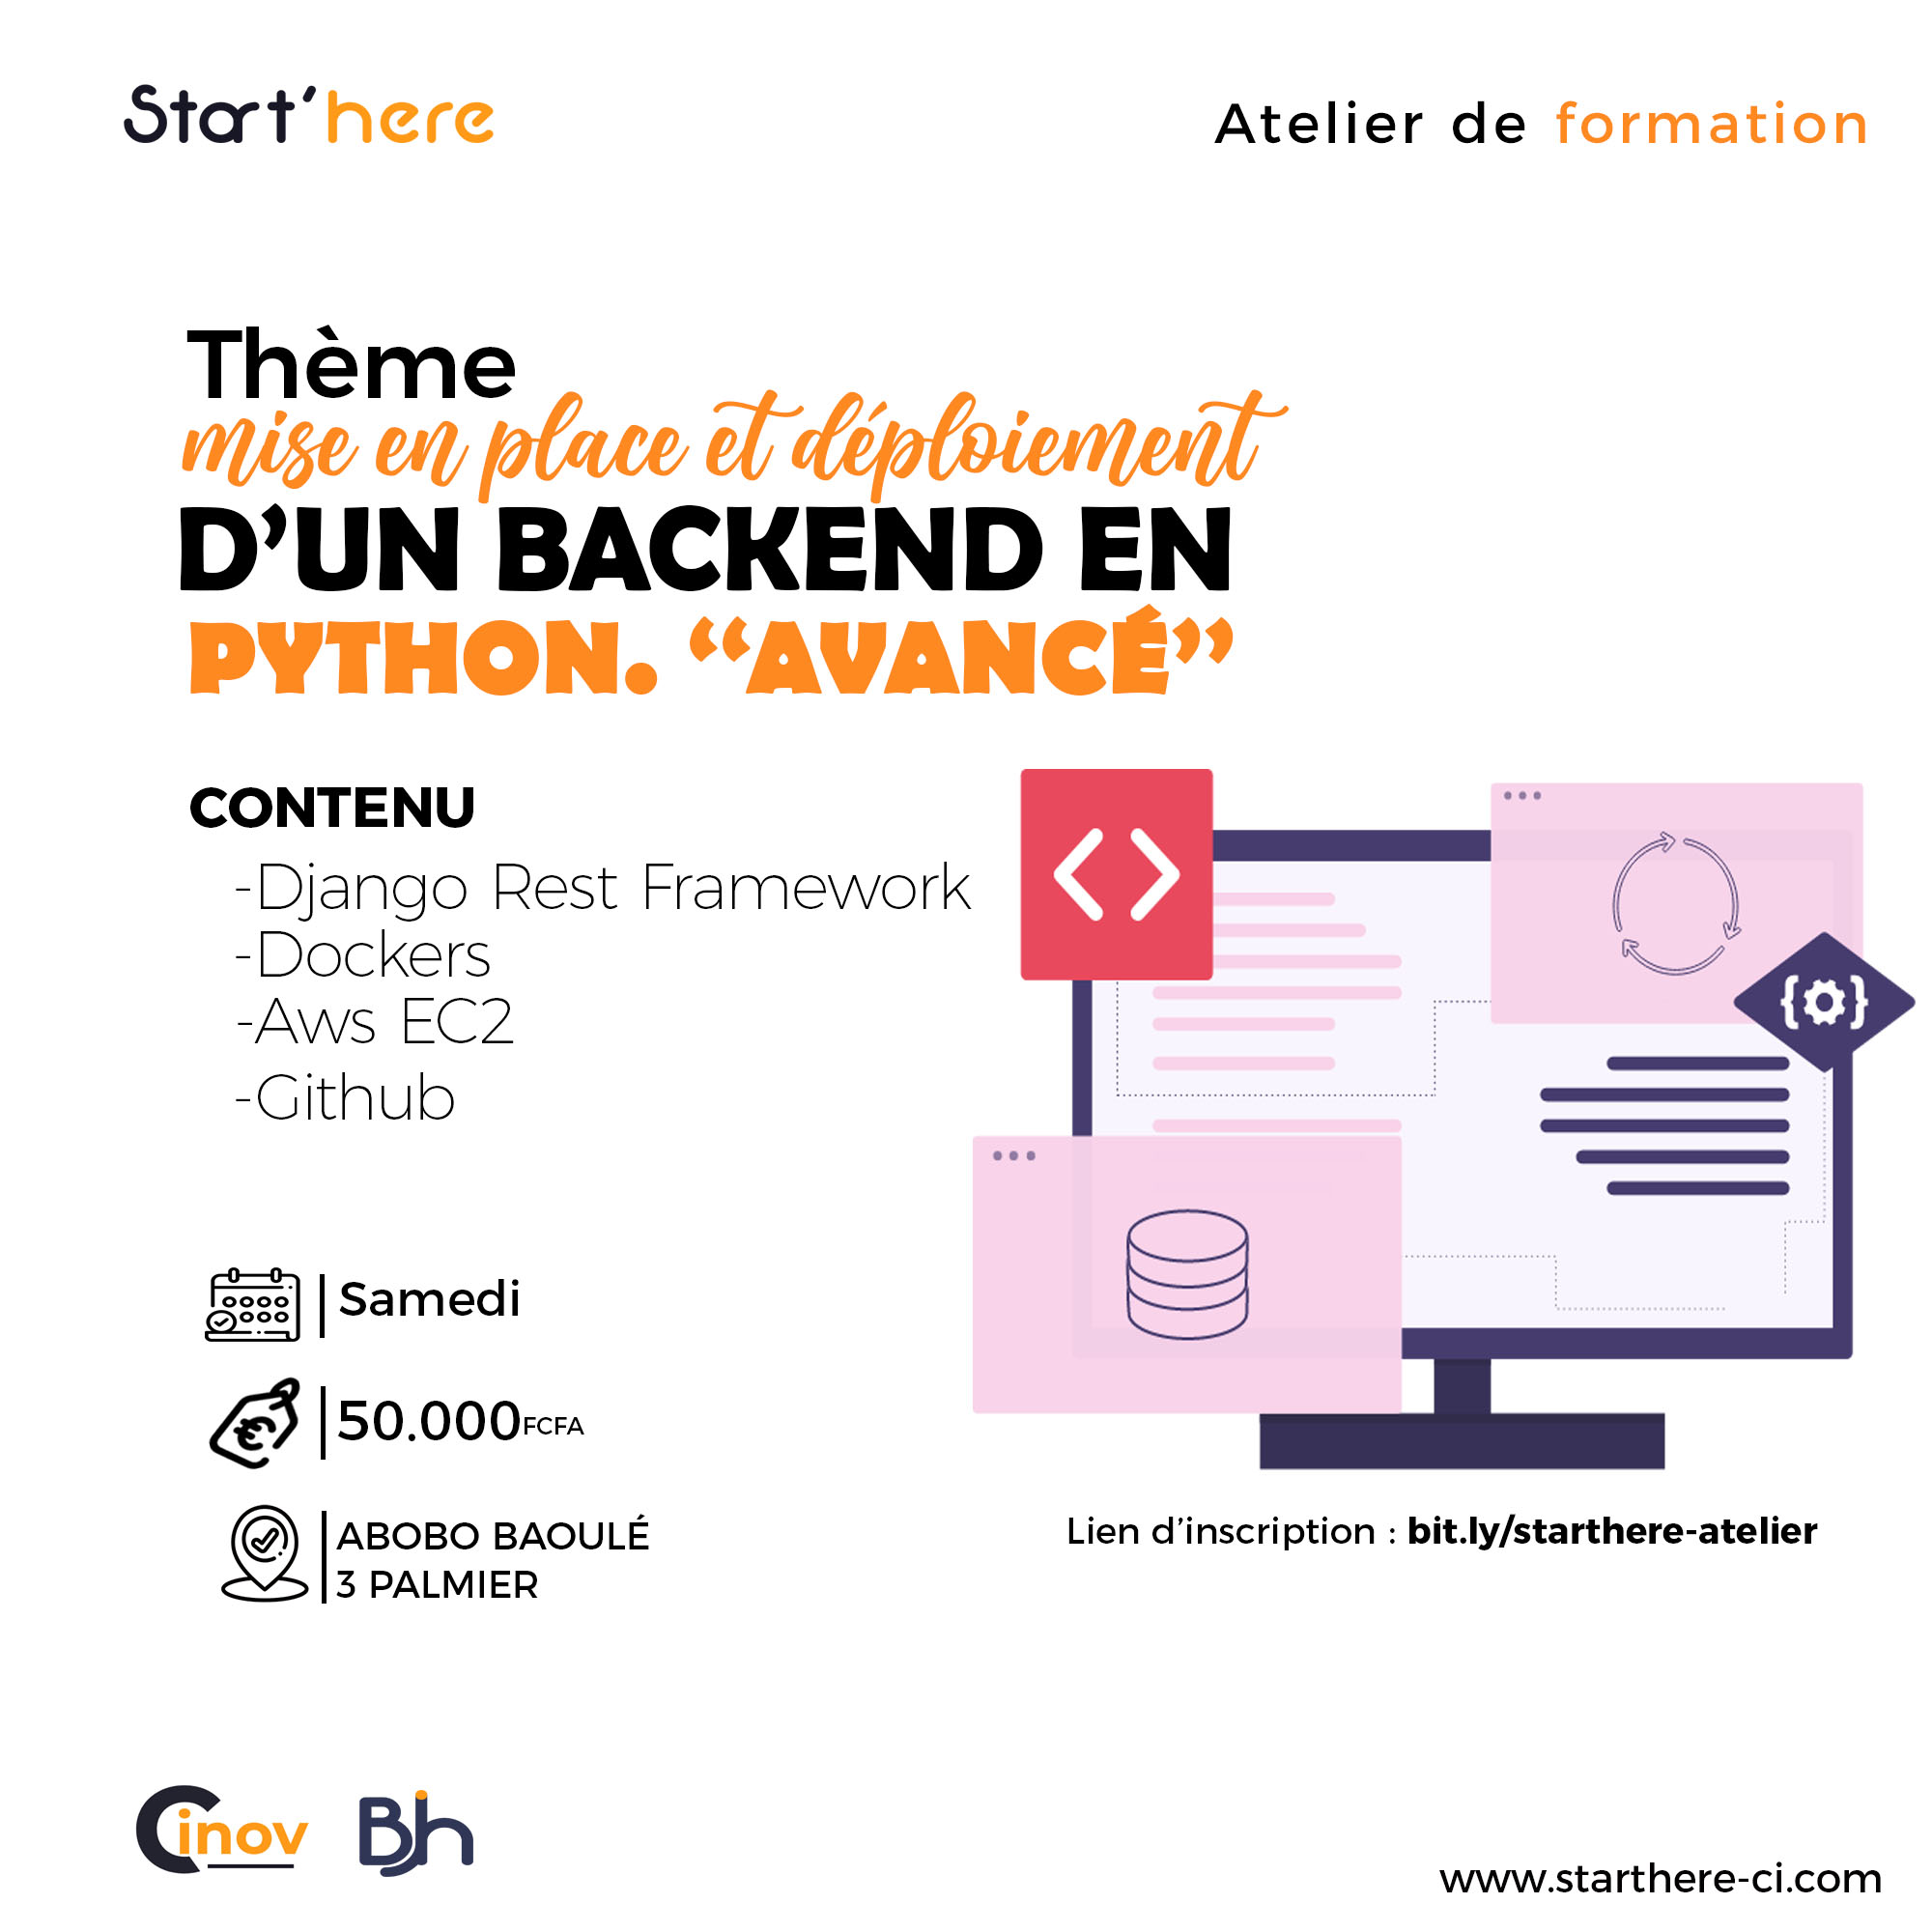 Start'here
Atelier de formation
Thème
mise en place et déploiement
D'UN BACKEND EN
PYTHON. “AVANCÉ”
CONTENU
-Django Rest Framework
-Dockers
-Aws EC2
-Github
Samedi
50.000FCFA
ABOBO BAOULÉ
3 PALMIER
Lien d'inscription : bit.ly/starthere-atelier
Cinov
Bjh
www.starthere-ci.com